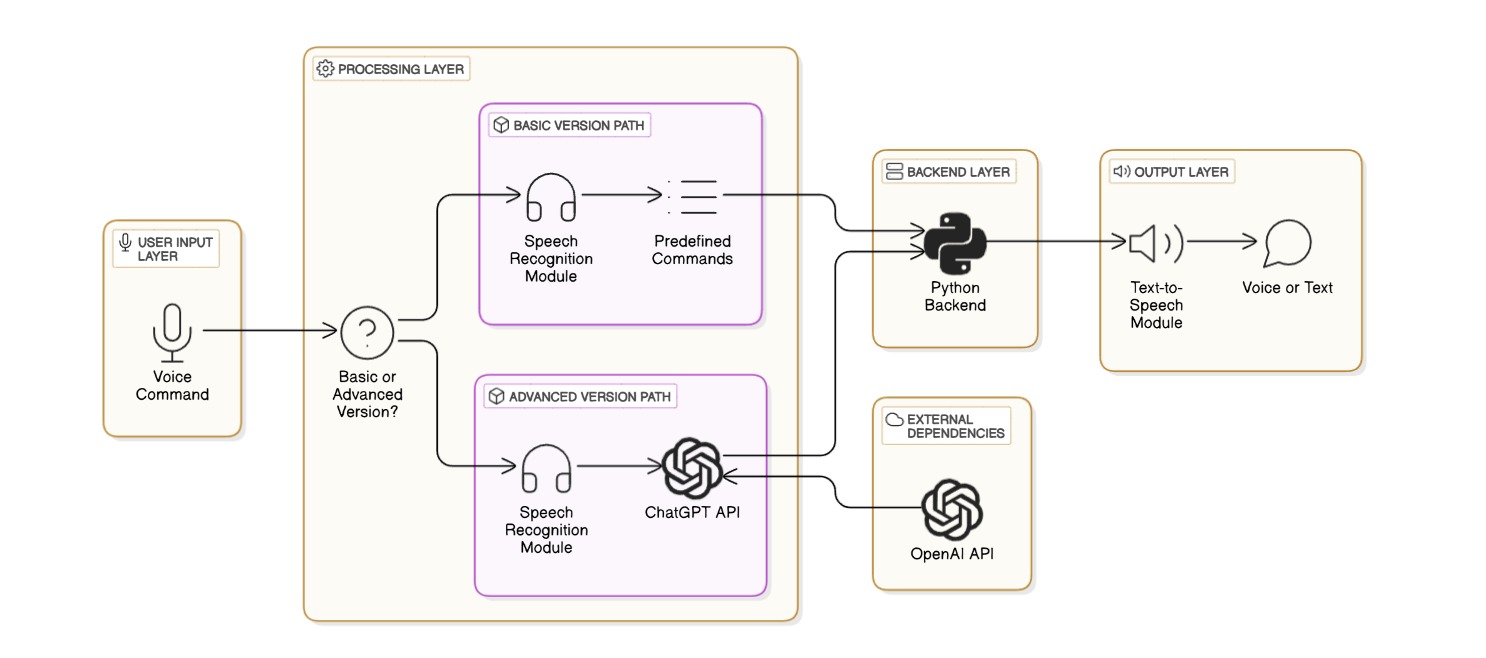 PROCESSING LAYER
BASIC VERSION PATH
Speech
Recognition
Module
Predefined
Commands
BACKEND LAYER
Python
Backend
OUTPUT LAYER
Text-to-
Speech
Module
Voice or Text
USER INPUT
LAYER
Voice
Command
?
Basic or
Advanced
Version?
ADVANCED VERSION PATH
Speech
Recognition
Module
ChatGPT API
EXTERNAL
DEPENDENCIES
OpenAI API